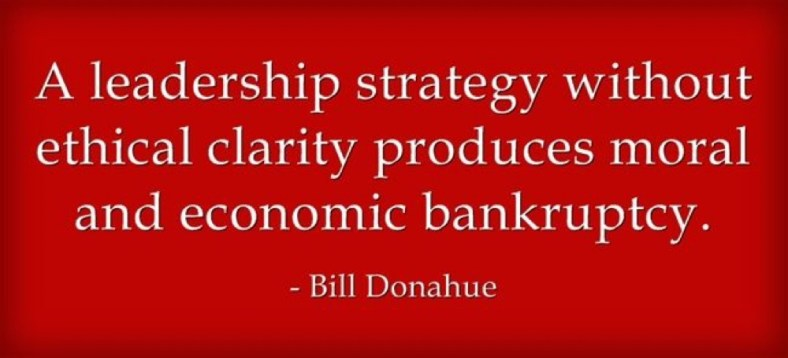 A leadership strategy without
ethical clarity produces moral
and economic bankruptcy.
- Bill Donahue